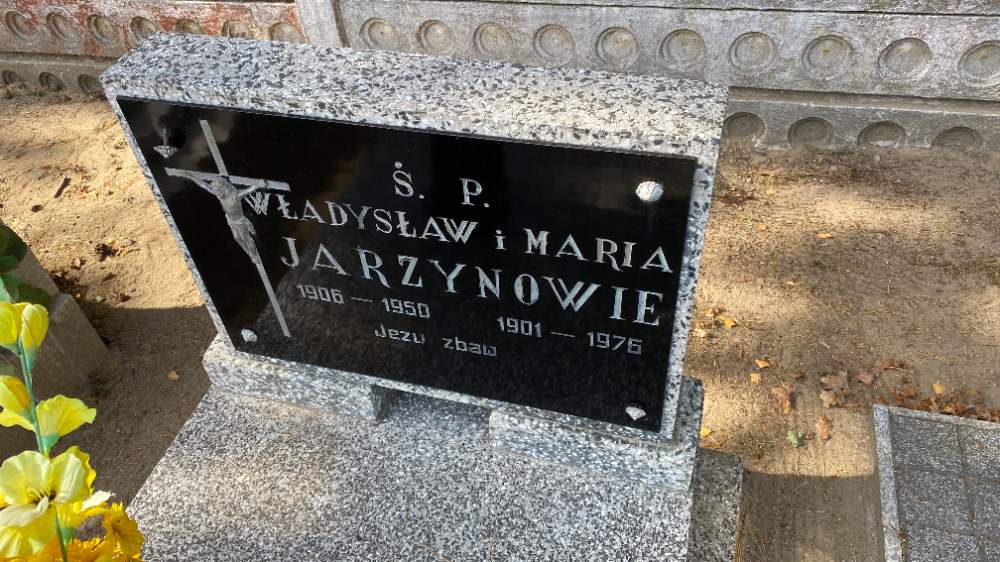 Ś. P.
WŁADYSŁAW i MARIA
JARZYNOWIE
1906 — 1950 1901 — 1976
Jezu zbaw